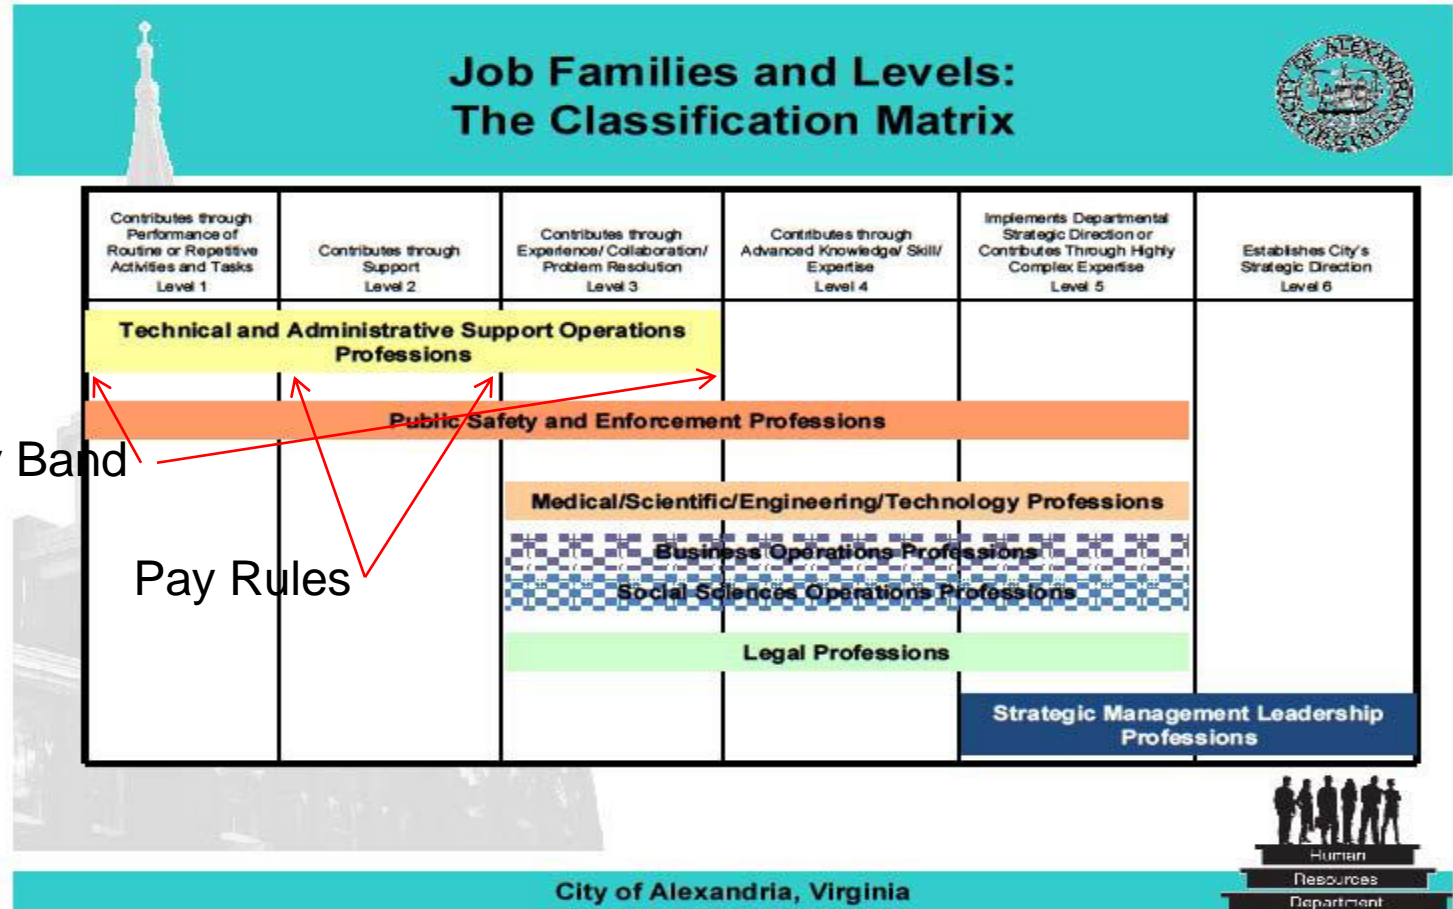 Job Families and Levels:
The Classification Matrix
CITY OF ALEXANDRIA
VIRGINIA
Contributes through
Performance of
Routine or Repetitive
Activities and Tasks
Level 1
Contributes through
Support
Level 2
Contributes through
Experience/ Collaboration/
Problem Resolution
Level 3
Contributes through
Advanced Knowledge/ Skill/
Expertise
Level 4
Implements Departmental
Strategic Direction or
Contributes Through Highly
Complex Expertise
Level 5
Establishes City's
Strategic Direction
Level 6
Technical and Administrative Support Operations
Professions
Public Safety and Enforcement Professions
y Band
Medical/Scientific/Engineering/Technology Professions
Business Operations Professions
Pay Rules
Social Sciences Operations Professions
Legal Professions
Strategic Management Leadership
Professions
Human
Resources
Department
City of Alexandria, Virginia